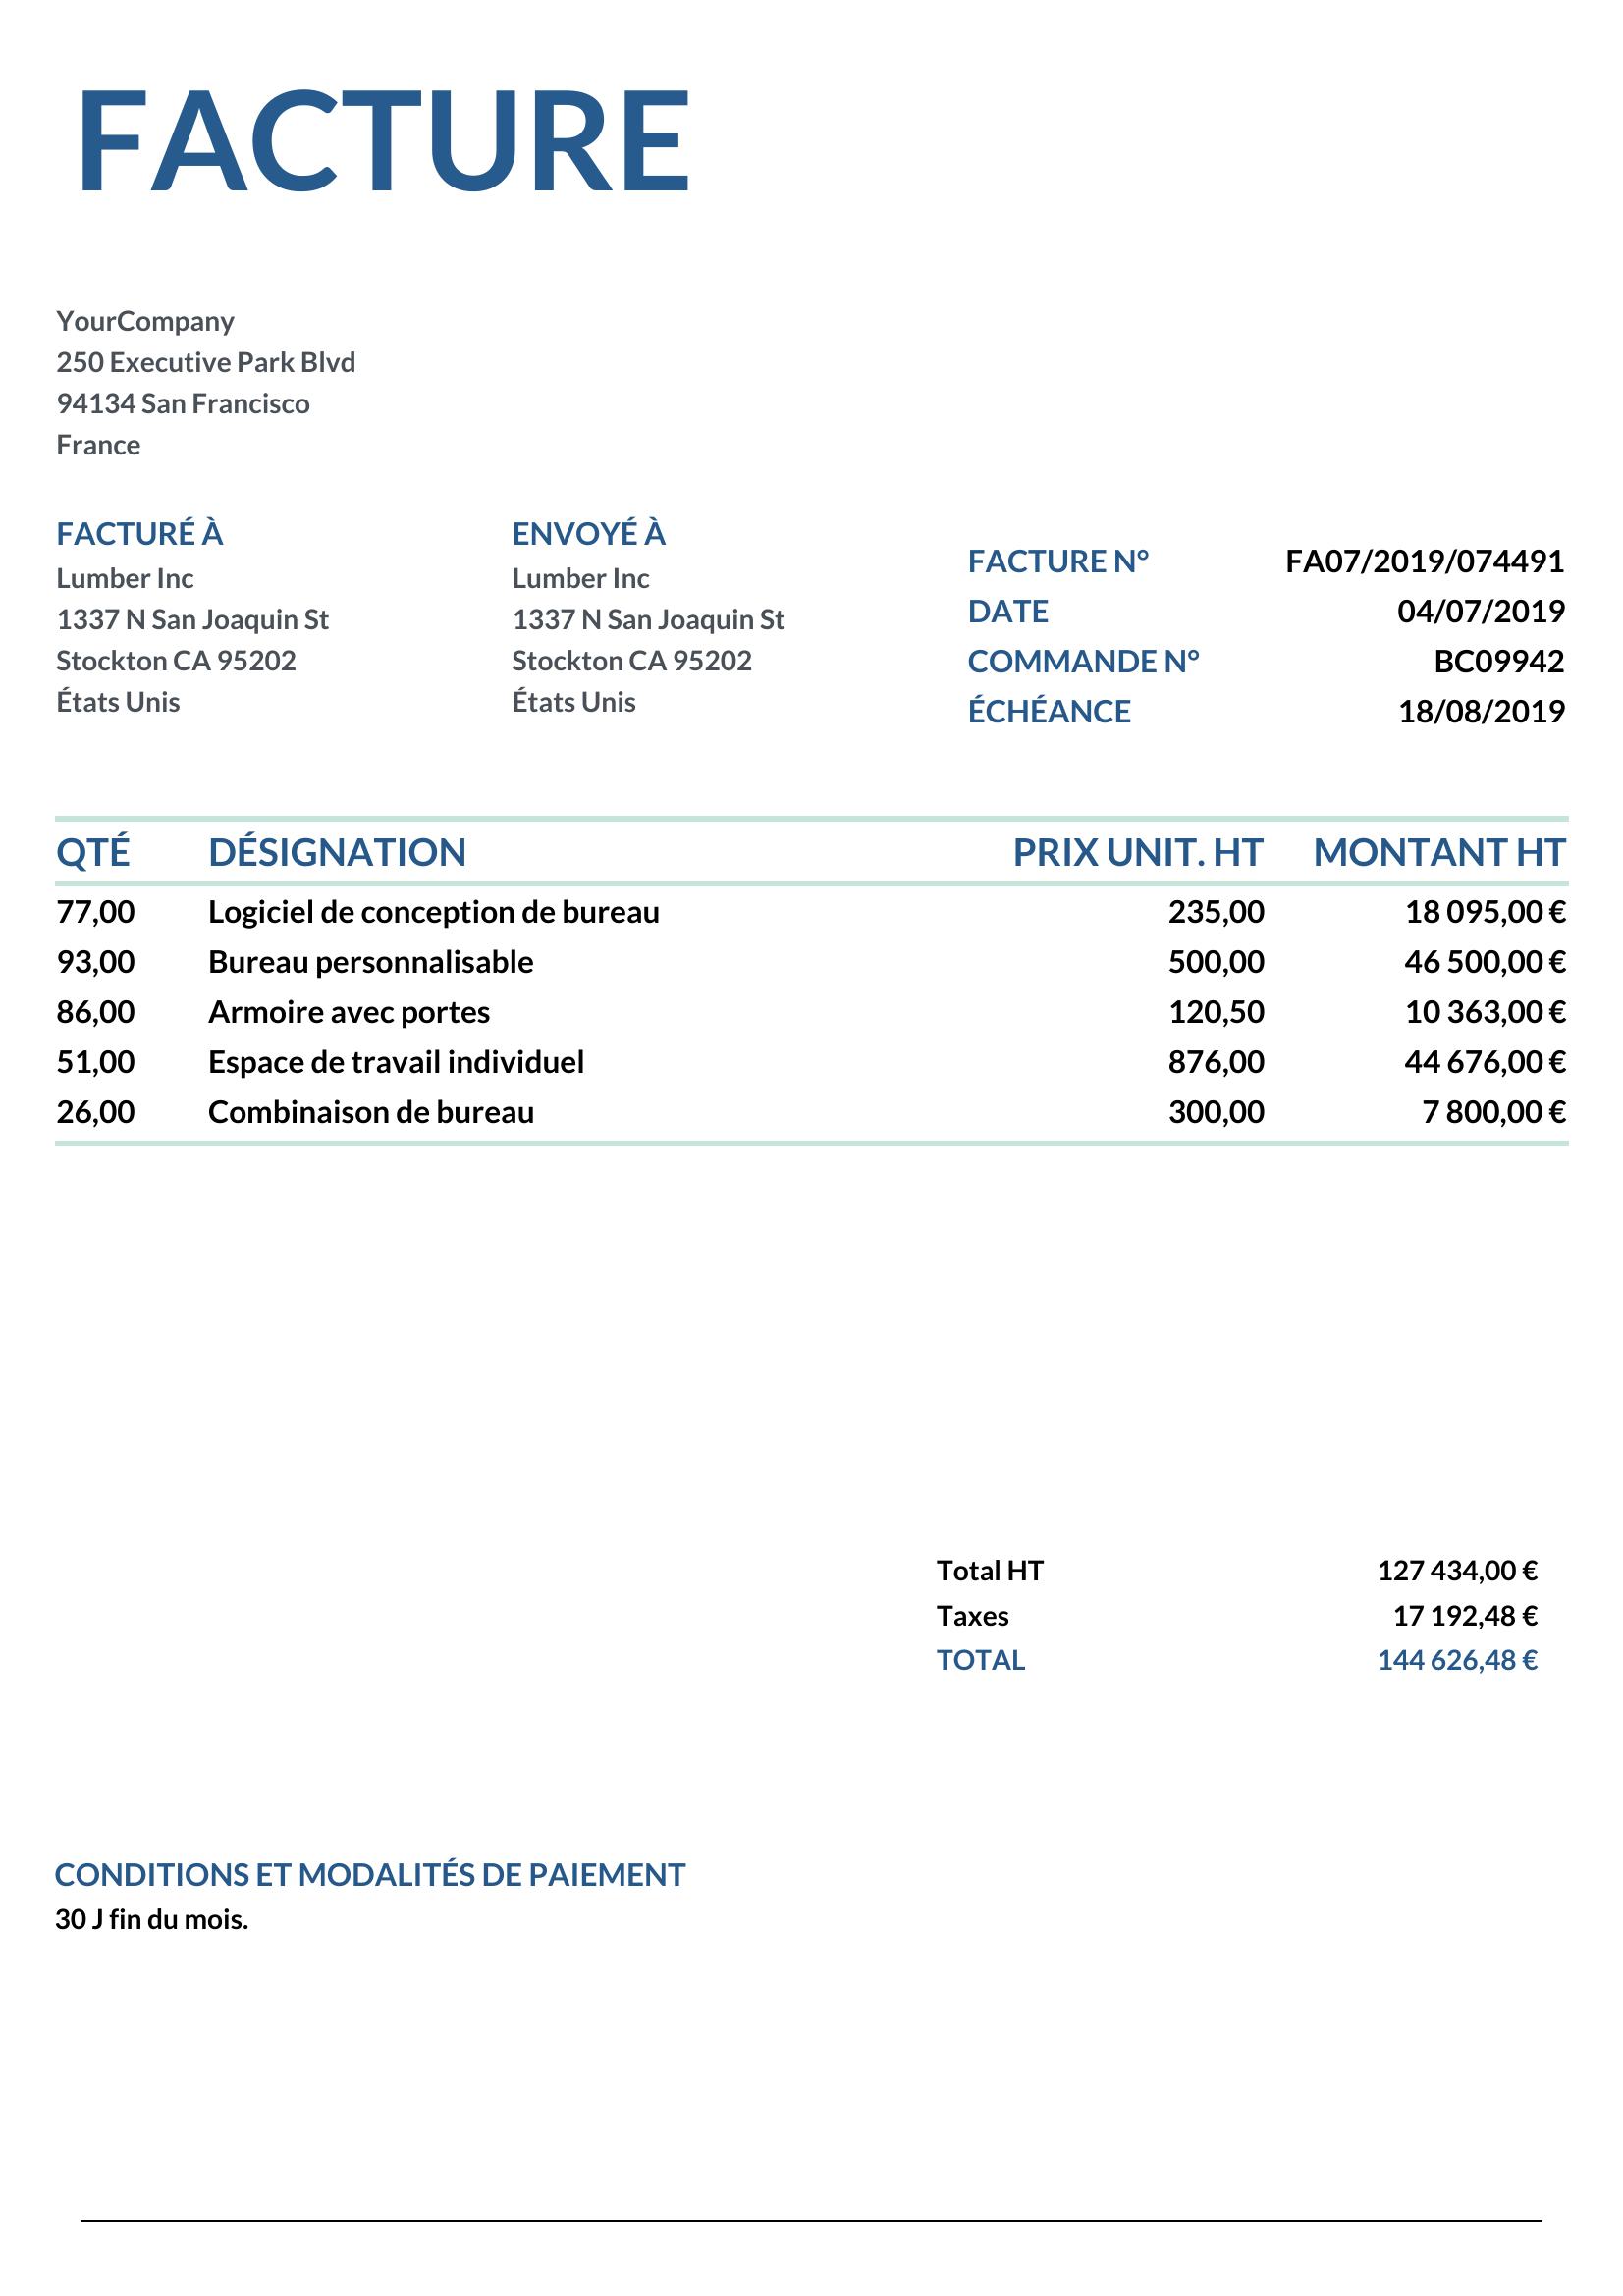 FACTURE
YourCompany
250 Executive Park Blvd
94134 San Francisco
France
FACTURÉ À
Lumber Inc
1337 N San Joaquin St
Stockton CA 95202
États Unis
ENVOYÉ À
Lumber Inc
1337 N San Joaquin St
Stockton CA 95202
États Unis
FACTURE N° FA07/2019/074491
DATE 04/07/2019
COMMANDE N° BC09942
ÉCHÉANCE 18/08/2019
QTÉ DÉSIGNATION PRIX UNIT. HT MONTANT HT
77,00 Logiciel de conception de bureau 235,00 18 095,00 €
93,00 Bureau personnalisable 500,00 46 500,00 €
86,00 Armoire avec portes 120,50 10 363,00 €
51,00 Espace de travail individuel 876,00 44 676,00 €
26,00 Combinaison de bureau 300,00 7 800,00 €
Total HT 127 434,00 €
Taxes 17 192,48 €
TOTAL 144 626,48 €
CONDITIONS ET MODALITÉS DE PAIEMENT
30 J fin du mois.